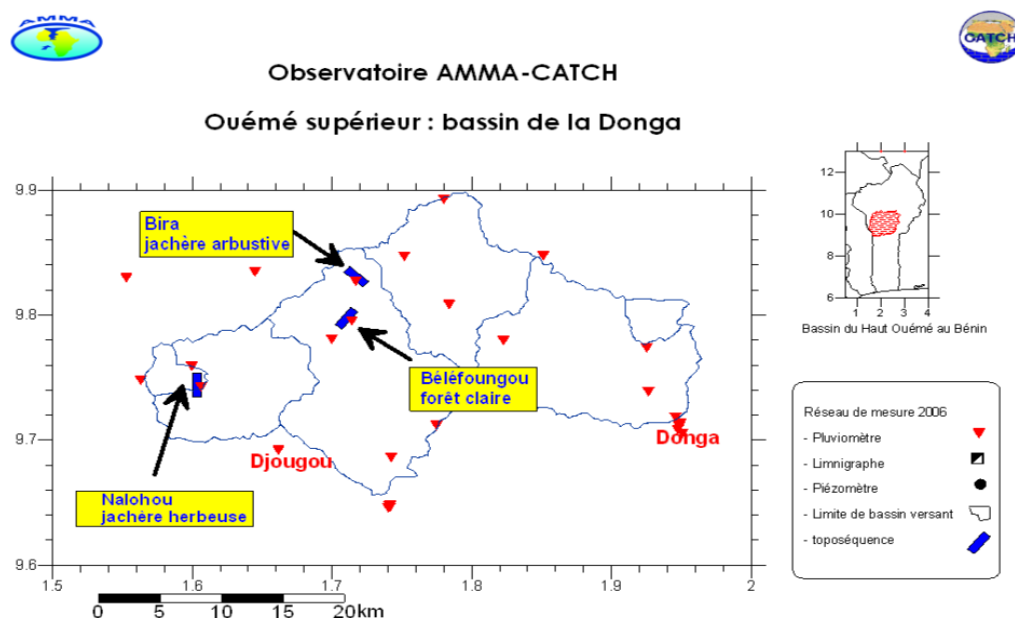 AMMA
CATCH
Observatoire AMMA-CATCH
Ouémé supérieur : bassin de la Donga
9.9
9.8
9.7
9.6
1.5
1.6
1.7
1.8
1.9
2
Bira
jachère arbustive
Béléfoungou
forêt claire
Nalohou
jachère herbeuse
Djougou
Donga
0 5 10 15 20km
12
10
8
6
1 2 3 4
Bassin du Haut Ouémé au Bénin
Réseau de mesure 2006
- Pluviomètre
- Limnigraphe
- Piézomètre
- Limite de bassin versant
- toposéquence